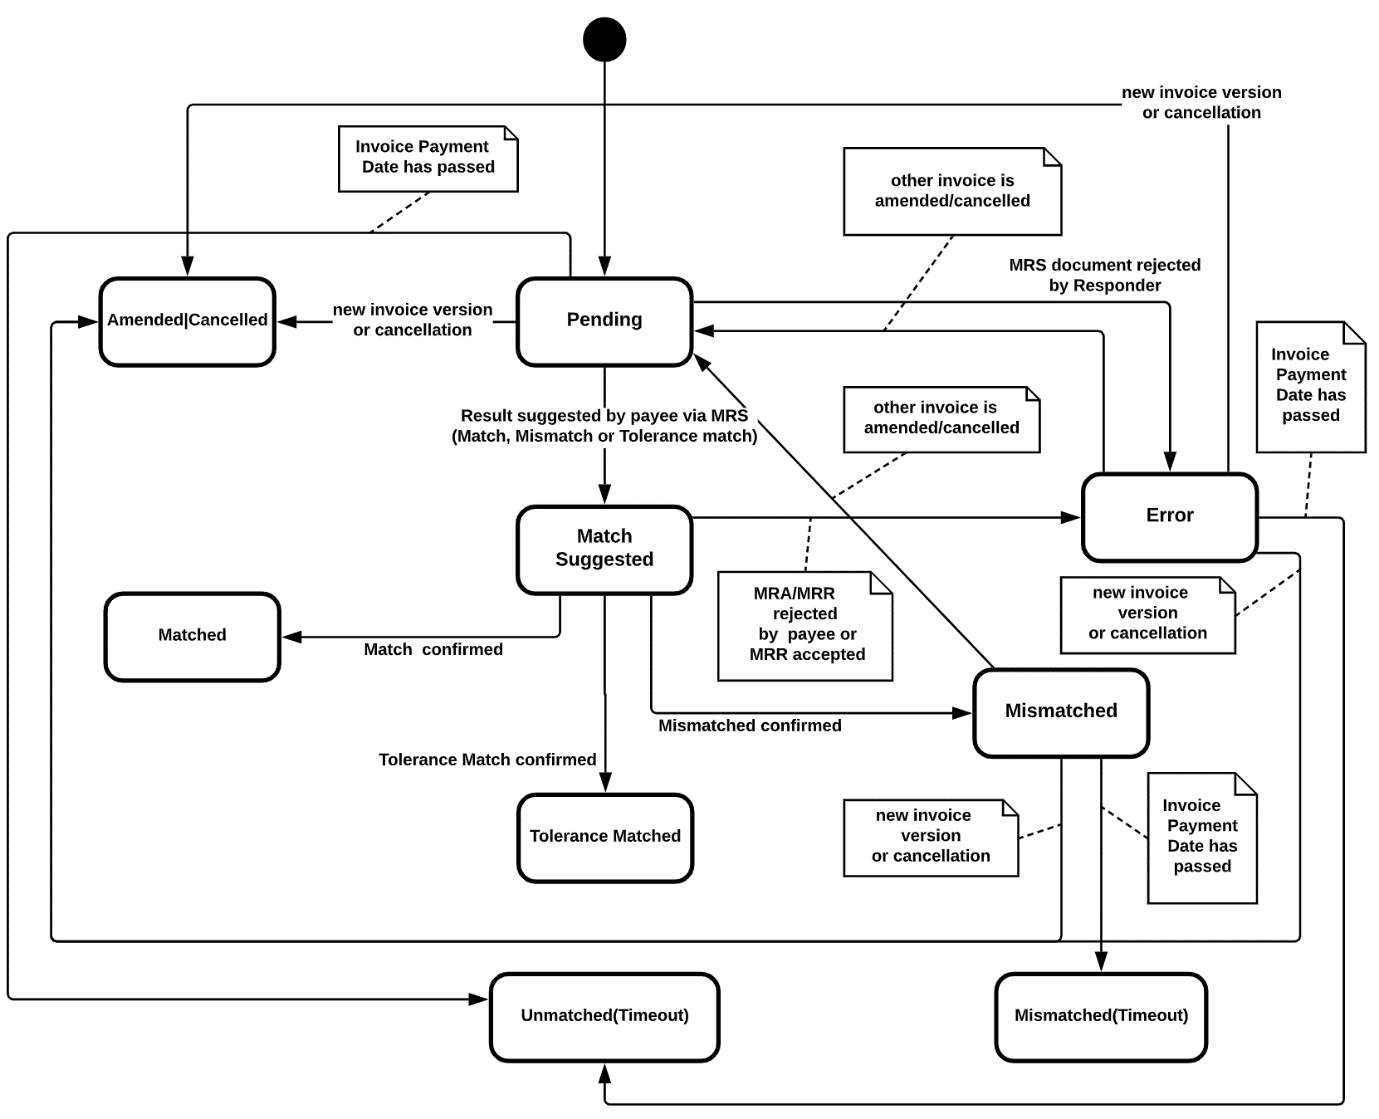 new invoice version
or cancellation
Invoice Payment
Date has passed
other invoice is
amended/cancelled
MRS document rejected
by Responder
Amended|Cancelled
new invoice version
or cancellation
Pending
Invoice
Payment
Date has
passed
Result suggested by payee via MRS
(Match, Mismatch or Tolerance match)
other invoice is
amended/cancelled
Match
Suggested
Error
MRA/MRR
rejected
by payee or
MRR accepted
new invoice
version
or cancellation
Matched
Match confirmed
Mismatched
Mismatched confirmed
Tolerance Match confirmed
Tolerance Matched
new invoice
version
or cancellation
Invoice
Payment
Date has
passed
Unmatched(Timeout)
Mismatched(Timeout)